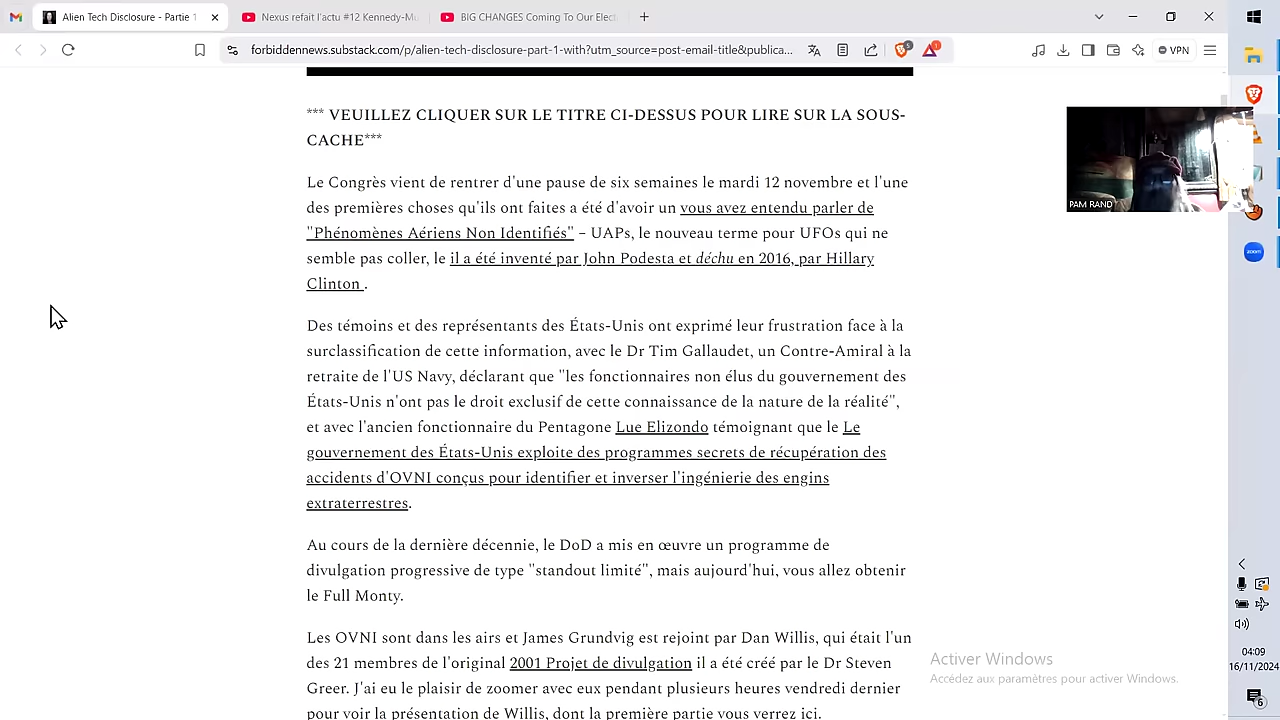 Alien Tech Disclosure - Partie 1
Nexus refait l'actu #12 Kennedy-Mu
BIG CHANGES Coming To Our Elect
forbiddennews.substack.com/p/alien-tech-disclosure-part-1-with?utm_source=post-email-title&publica...
VPN
*** VEUILLEZ CLIQUER SUR LE TITRE CI-DESSUS POUR LIRE SUR LA SOUS-
CACHE***
Le Congrès vient de rentrer d'une pause de six semaines le mardi 12 novembre et l'une
des premières choses qu'ils ont faites a été d'avoir un vous avez entendu parler de
"Phénomènes Aériens Non Identifiés" – UAPs, le nouveau terme pour UFOs qui ne
semble pas coller, le il a été inventé par John Podesta et déchu en 2016, par Hillary
Clinton .
Des témoins et des représentants des États-Unis ont exprimé leur frustration face à la
surclassification de cette information, avec le Dr Tim Gallaudet, un Contre-Amiral à la
retraite de l'US Navy, déclarant que "les fonctionnaires non élus du gouvernement des
États-Unis n'ont pas le droit exclusif de cette connaissance de la nature de la réalité",
et avec l'ancien fonctionnaire du Pentagone Lue Elizondo témoignant que le Le
gouvernement des États-Unis exploite des programmes secrets de récupération des
accidents d'OVNI conçus pour identifier et inverser l'ingénierie des engins
extraterrestres.
Au cours de la dernière décennie, le DoD a mis en œuvre un programme de
divulgation progressive de type "standout limité", mais aujourd'hui, vous allez obtenir
le Full Monty.
Les OVNI sont dans les airs et James Grundvig est rejoint par Dan Willis, qui était l'un
des 21 membres de l'original 2001 Projet de divulgation il a été créé par le Dr Steven
Greer. J'ai eu le plaisir de zoomer avec eux pendant plusieurs heures vendredi dernier
pour voir la présentation de Willis, dont la première partie vous verrez ici.
PAM RAND
Activer Windows
Accédez aux paramètres pour activer Windows.
zoom
04:09
16/11/2024
6